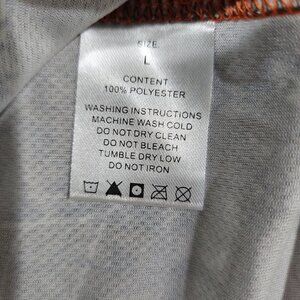 SIZE
L
CONTENT
100% POLYESTER
WASHING INSTRUCTIONS
MACHINE WASH COLD
DO NOT DRY CLEAN
DO NOT BLEACH
TUMBLE DRY LOW
DO NOT IRON